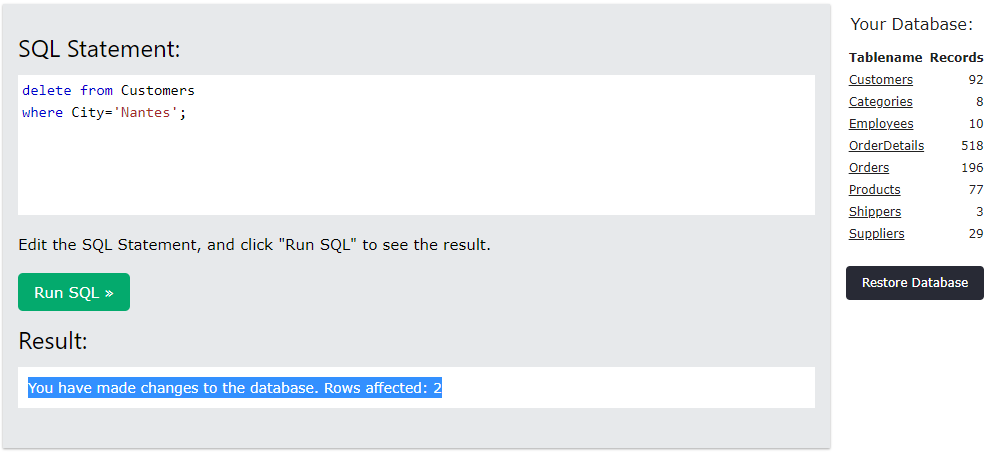 SQL Statement:
delete from Customers
where City='Nantes';
Edit the SQL Statement, and click "Run SQL" to see the result.
Run SQL »
Result:
You have made changes to the database. Rows affected: 2
Your Database:
Tablename Records
Customers 92
Categories 8
Employees 10
OrderDetails 518
Orders 196
Products 77
Shippers 3
Suppliers 29
Restore Database